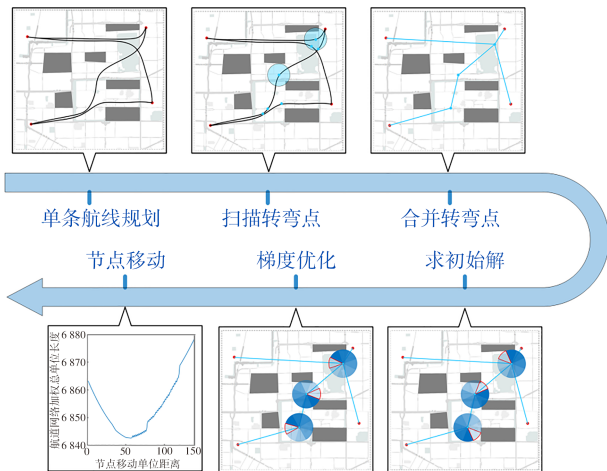 单条航线规划
扫描转弯点
合并转弯点
节点移动
梯度优化
求初始解
航道网络加权总单位长度
6 880
6 860
6 850
6 840
0
50
100
150
节点移动单位距离